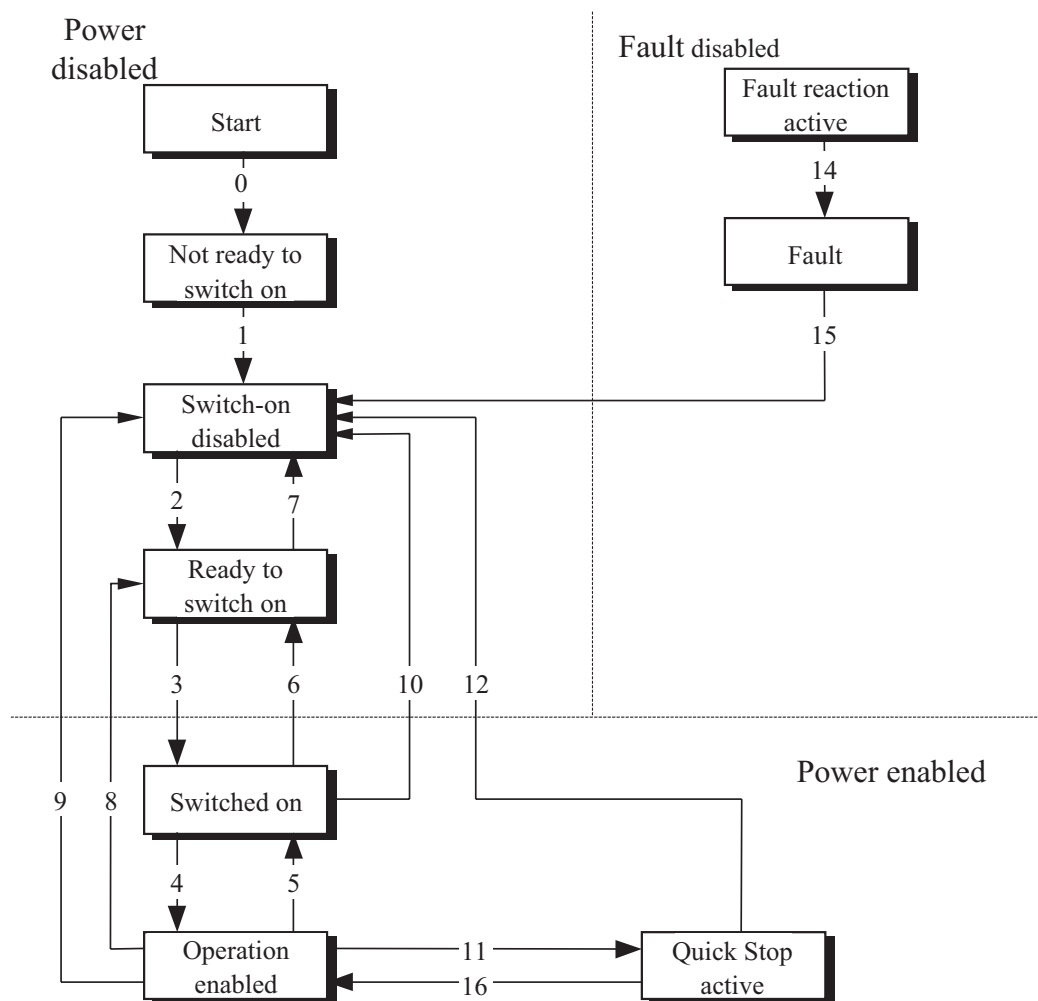 Power
disabled
Fault disabled
Start
Fault reaction
active
0
14
Not ready to
switch on
Fault
1
15
Switch-on
disabled
2
7
Ready to
switch on
3
6
10
12
Power enabled
9
8
Switched on
4
5
Operation
enabled
11
16
Quick Stop
active